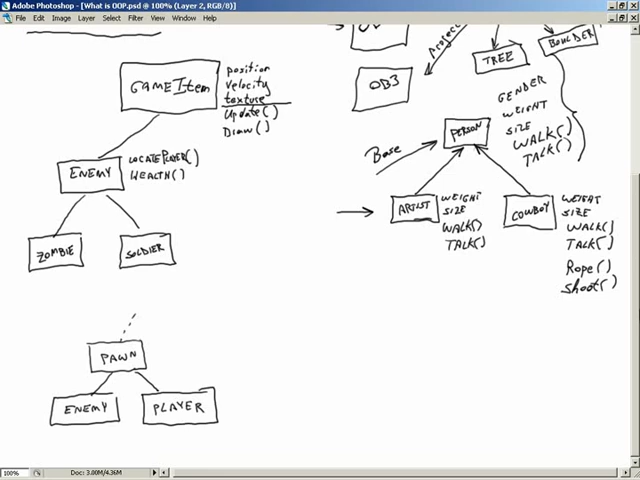 Adobe Photoshop - [What is OOP.psd @ 100% (Layer 2, RGB/8)]
File Edit Image Layer Select Filter View Window Help
GAMEItem
position
velocity
texture
Update()
Draw()
ENEMY
LOCATEPLAYER()
HEALTH()
ZOMBIE
SOLDIER
PAWN
ENEMY
PLAYER
OB3
TREE
BOULDER
PERSON
GENDER
WEIGHT
SIZE
WALK()
TALK()
Base
ARTIST
WEIGHT
SIZE
WALK()
TALK()
COWBOY
WEIGHT
SIZE
WALK()
TALK()
Rope()
Shoot()
100%
Doc: 3.00M/4.36M